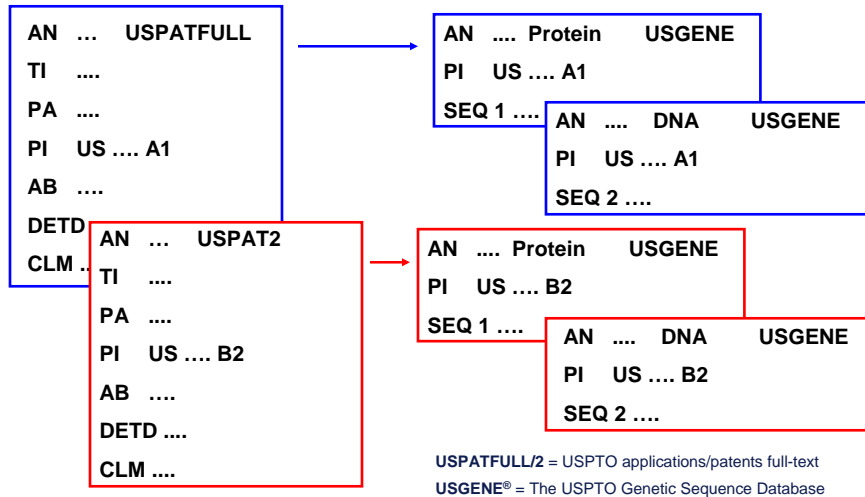 AN … USPATFULL
TI ....
PA ....
PI US …. A1
AB ….
DETD
CLM ..
AN .... Protein USGENE
PI US …. A1
SEQ 1 ….
AN .... DNA USGENE
PI US …. A1
SEQ 2 ….
AN … USPAT2
TI ....
PA ....
PI US …. B2
AB ….
DETD ....
CLM ....
AN .... Protein USGENE
PI US …. B2
SEQ 1 ….
AN .... DNA USGENE
PI US …. B2
SEQ 2 ….
USPATFULL/2 = USPTO applications/patents full-text
USGENE® = The USPTO Genetic Sequence Database